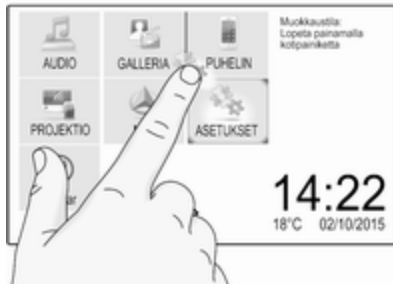 Muokkaustila:
Lopeta painamalla
kotipainiketta
AUDIO
GALLERIA
PUHELIN
PROJEKTIO
ASETUKSET
14:22
18°C 02/10/2015